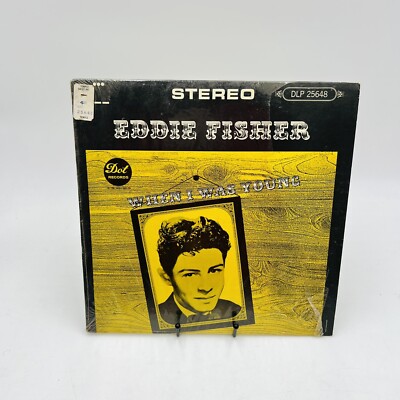 STEREO
DLP 25648
EDDIE FISHER
Dot
RECORDS
WHEN I WAS YOUNG